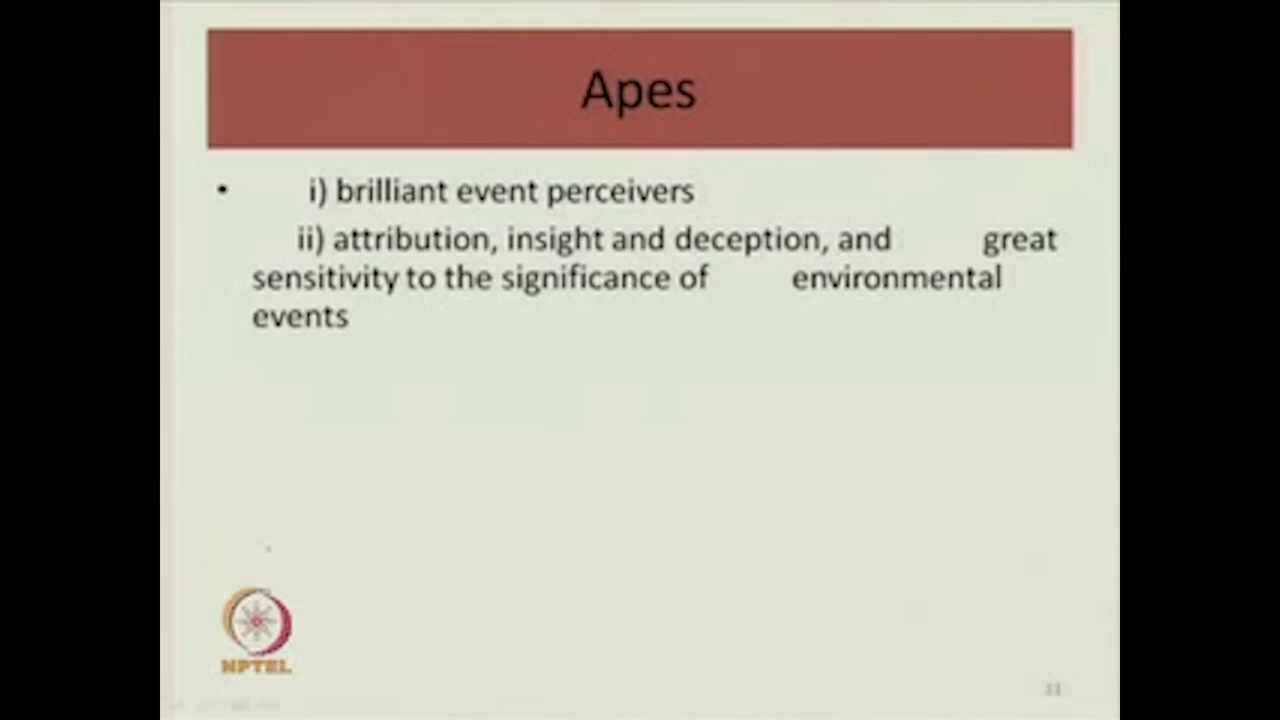 Apes
• i) brilliant event perceivers
ii) attribution, insight and deception, and great
sensitivity to the significance of environmental
events
NPTEL